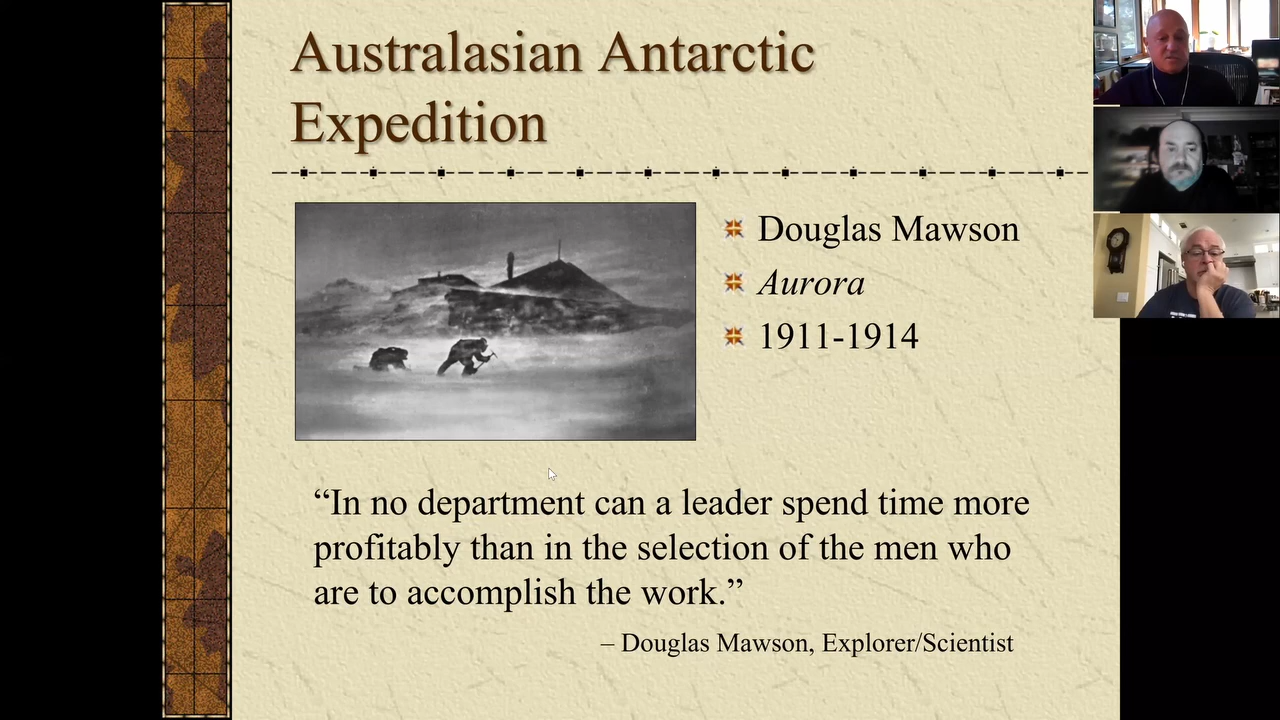 Australasian Antarctic
Expedition
Douglas Mawson
Aurora
1911-1914
“In no department can a leader spend time more
profitably than in the selection of the men who
are to accomplish the work.”
– Douglas Mawson, Explorer/Scientist